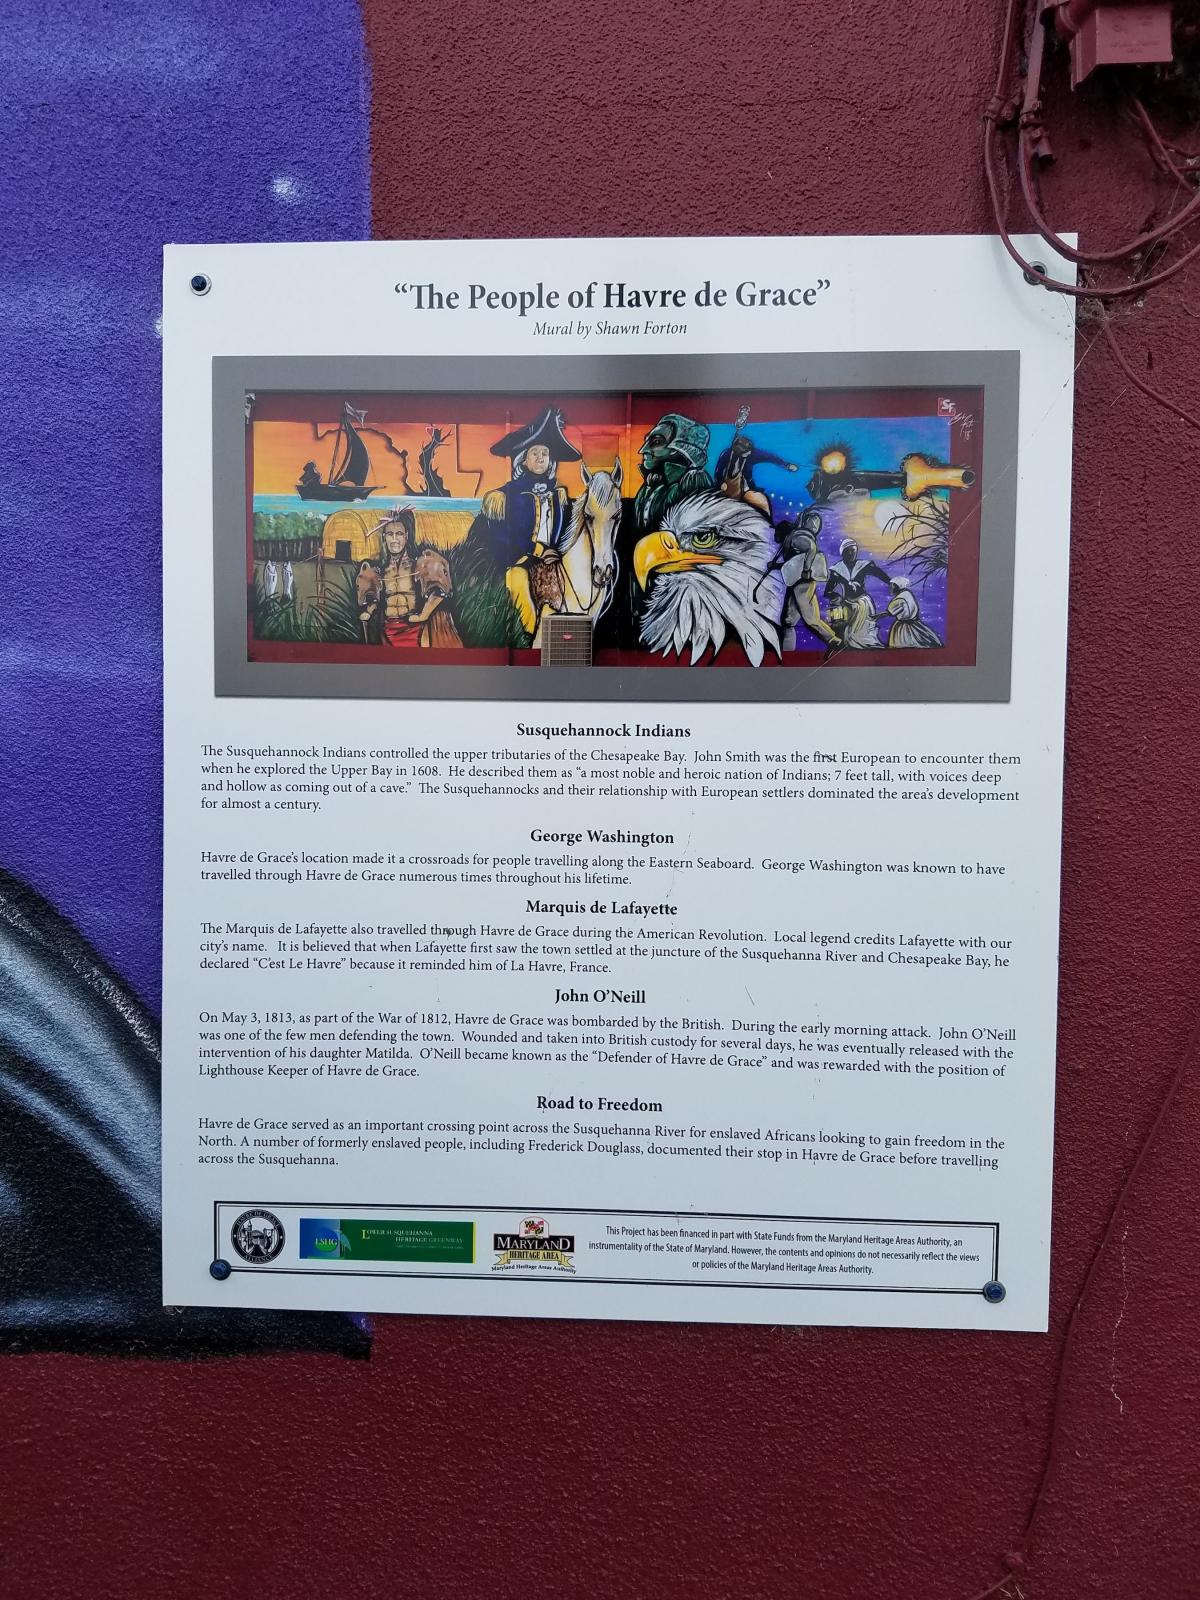 “The People of Havre de Grace”
Mural by Shawn Forton
SF
Susquehannock Indians
The Susquehannock Indians controlled the upper tributaries of the Chesapeake Bay. John Smith was the first European to encounter them
when he explored the Upper Bay in 1608. He described them as “a most noble and heroic nation of Indians; 7 feet tall, with voices deep
and hollow as coming out of a cave.” The Susquehannocks and their relationship with European settlers dominated the area’s development
for almost a century.
George Washington
Havre de Grace’s location made it a crossroads for people travelling along the Eastern Seaboard. George Washington was known to have
travelled through Havre de Grace numerous times throughout his lifetime.
Marquis de Lafayette
The Marquis de Lafayette also travelled through Havre de Grace during the American Revolution. Local legend credits Lafayette with our
city’s name. It is believed that when Lafayette first saw the town settled at the juncture of the Susquehanna River and Chesapeake Bay, he
declared “C’est Le Havre” because it reminded him of La Havre, France.
John O’Neill
On May 3, 1813, as part of the War of 1812, Havre de Grace was bombarded by the British. During the early morning attack. John O’Neill
was one of the few men defending the town. Wounded and taken into British custody for several days, he was eventually released with the
intervention of his daughter Matilda. O’Neill became known as the “Defender of Havre de Grace” and was rewarded with the position of
Lighthouse Keeper of Havre de Grace.
Road to Freedom
Havre de Grace served as an important crossing point across the Susquehanna River for enslaved Africans looking to gain freedom in the
North. A number of formerly enslaved people, including Frederick Douglass, documented their stop in Havre de Grace before travelling
across the Susquehanna.
LSHG
LOWER SUSQUEHANNA
HERITAGE GREENWAY
MARYLAND
HERITAGE AREA
Maryland Heritage Areas Authority
This Project has been financed in part with State Funds from the Maryland Heritage Areas Authority, an
instrumentality of the State of Maryland. However, the contents and opinions do not necessarily reflect the views
or policies of the Maryland Heritage Areas Authority.